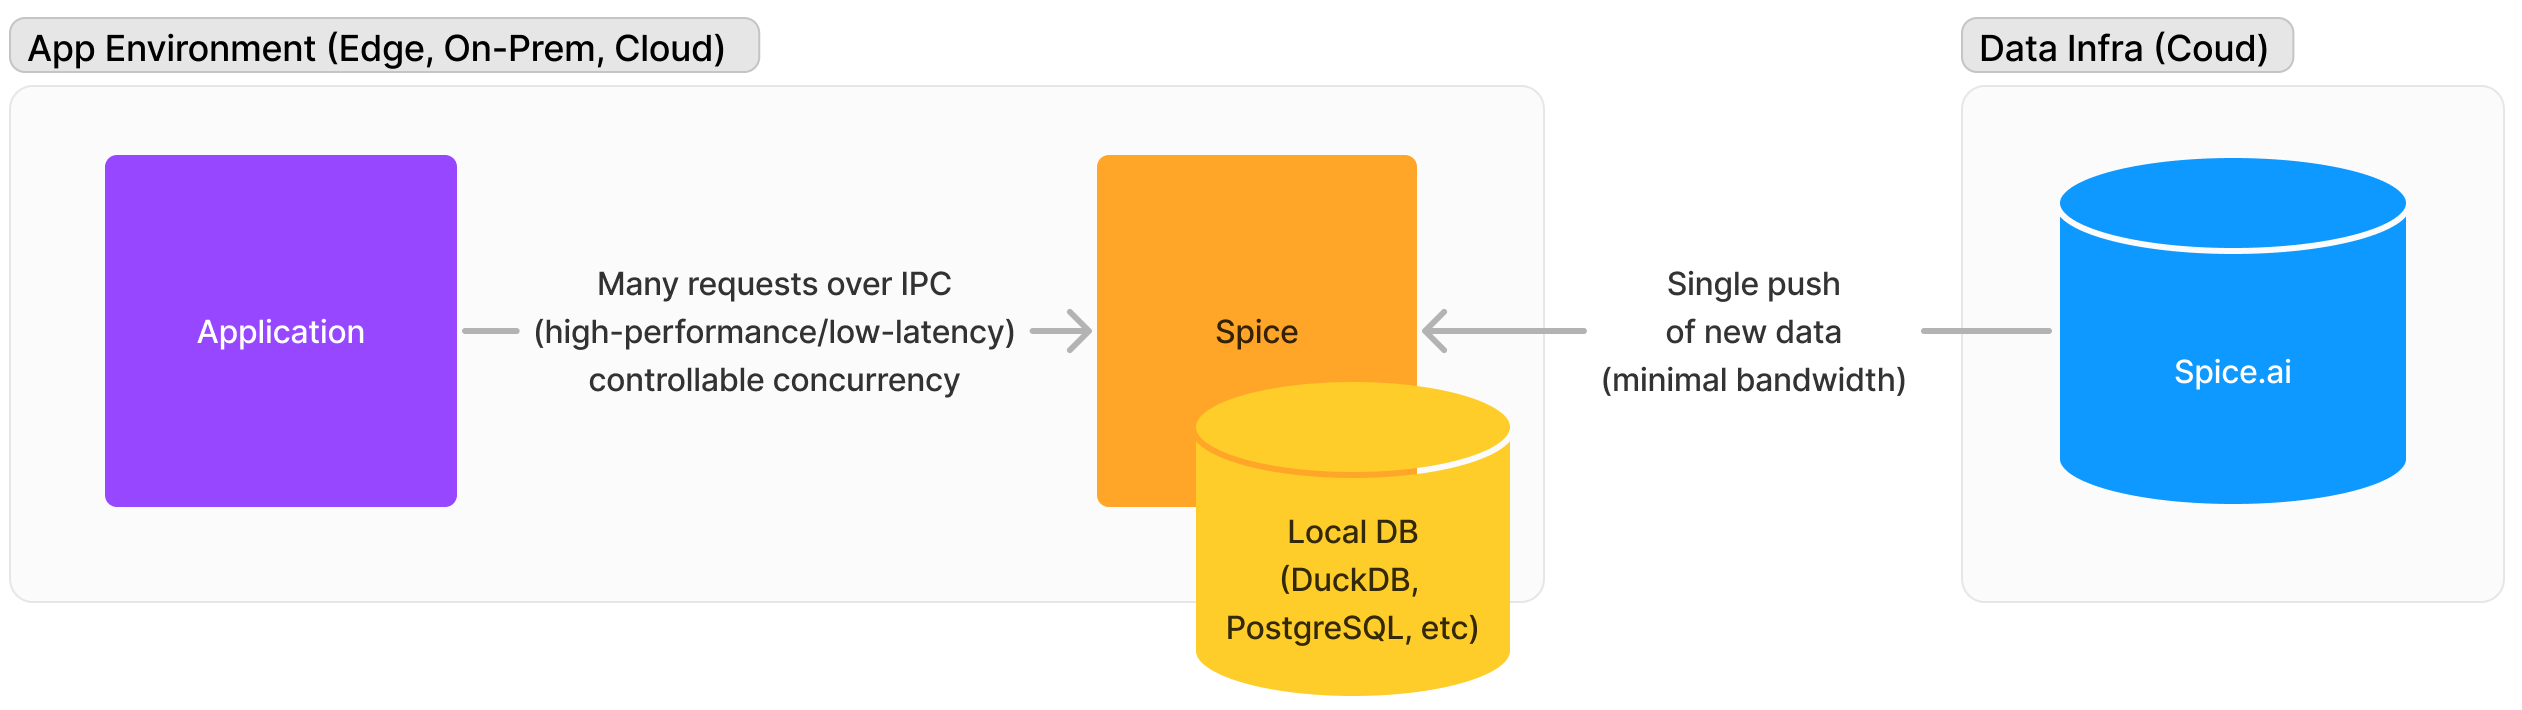 App Environment (Edge, On-Prem, Cloud)
Data Infra (Coud)
Application
Many requests over IPC
(high-performance/low-latency)
controllable concurrency
Spice
Single push
of new data
(minimal bandwidth)
Spice.ai
Local DB
(DuckDB,
PostgreSQL, etc)